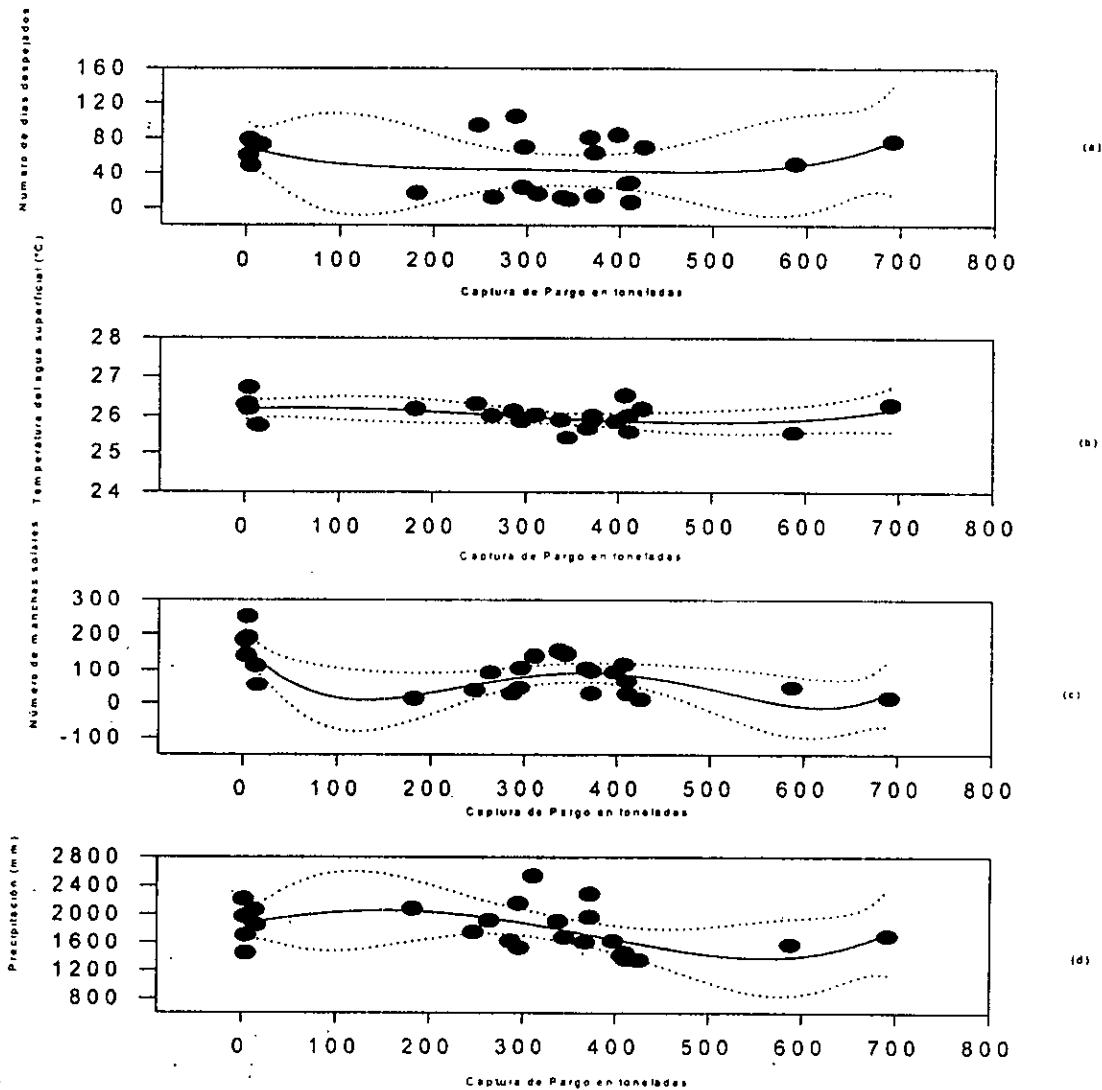 Número de días despejados
160
120
80
40
0
0 100 200 300 400 500 600 700 800
Captura de Pargo en toneladas
(a)
Temperatura del agua superficial (°C)
28
27
26
25
24
0 100 200 300 400 500 600 700 800
Captura de Pargo en toneladas
(b)
Número de manchas solares
300
200
100
0
-100
0 100 200 300 400 500 600 700 800
Captura de Pargo en toneladas
(c)
Precipitación (mm)
2800
2400
2000
1600
1200
800
0 100 200 300 400 500 600 700 800
Captura de Pargo en toneladas
(d)